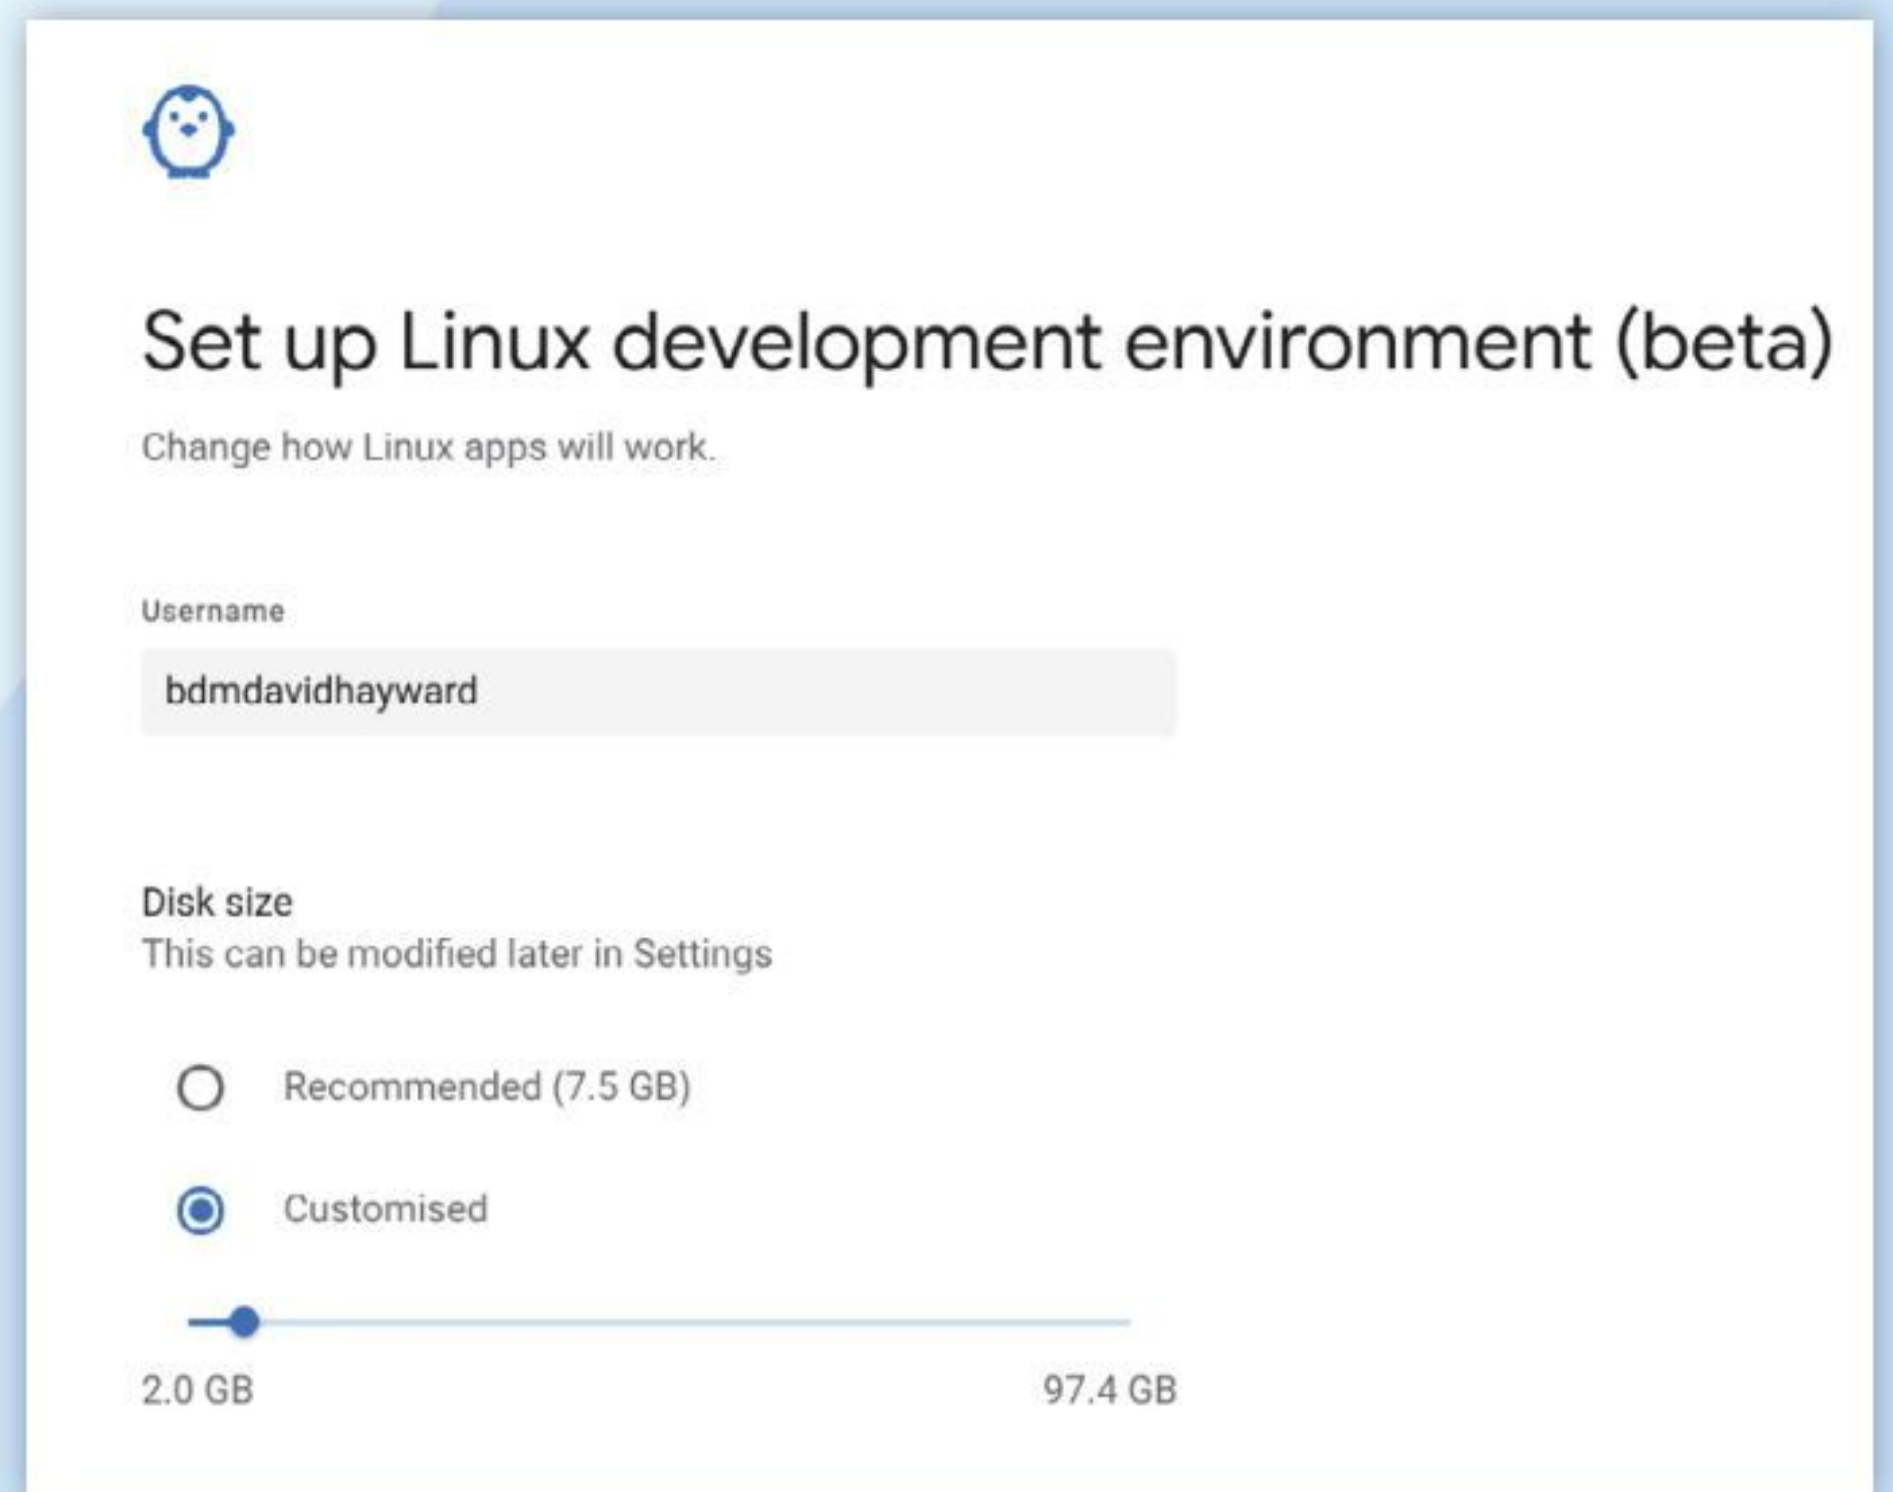 Set up Linux development environment (beta)
Change how Linux apps will work.
Username
bdmdavidhayward
Disk size
This can be modified later in Settings
Recommended (7.5 GB)
Customised
2.0 GB 97.4 GB